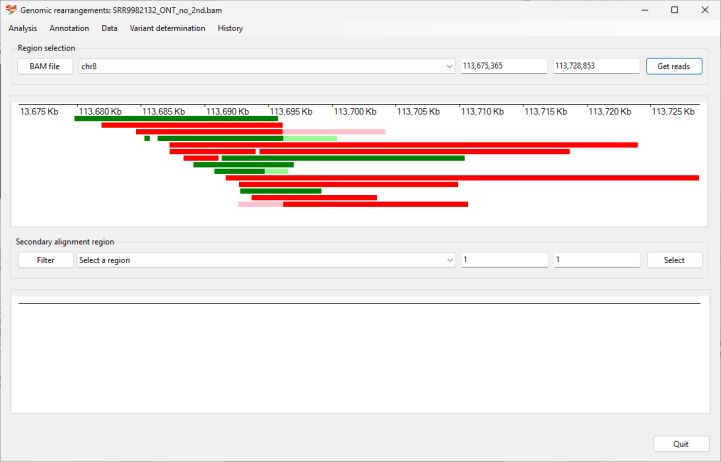 Genomic rearrangements: SRR9982132_ONT_no_2nd.bam
Analysis Annotation Data Variant determination History
Region selection
BAM file chr8 113,675,365 113,728,853 Get reads
13,675 Kb 113,680 Kb 113,685 Kb 113,690 Kb 113,695 Kb 113,700 Kb 113,705 Kb 113,710 Kb 113,715 Kb 113,720 Kb 113,725 Kb
Secondary alignment region
Filter Select a region 1 1 Select
Quit